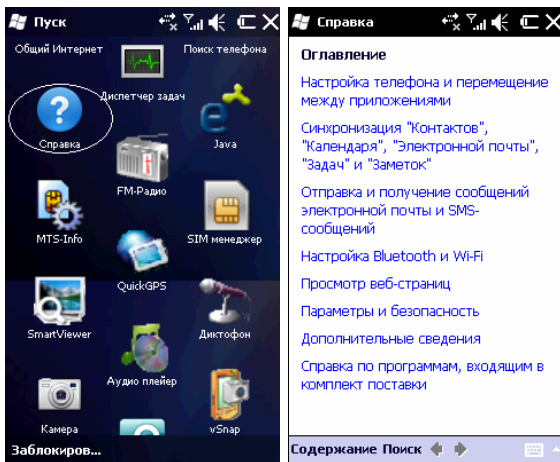 Пуск
Общий Интернет
Поиск телефона
Диспетчер задач
Справка
Java
FM-Радио
MTS-Info
SIM менеджер
QuickGPS
SmartViewer
Диктофон
Аудио плейер
Камера
vSnap
Заблокиров...
Справка
Оглавление
Настройка телефона и перемещение
между приложениями
Синхронизация "Контактов",
"Календаря", "Электронной почты",
"Задач" и "Заметок"
Отправка и получение сообщений
электронной почты и SMS-
сообщений
Настройка Bluetooth и Wi-Fi
Просмотр веб-страниц
Параметры и безопасность
Дополнительные сведения
Справка по программам, входящим в
комплект поставки
Содержание Поиск